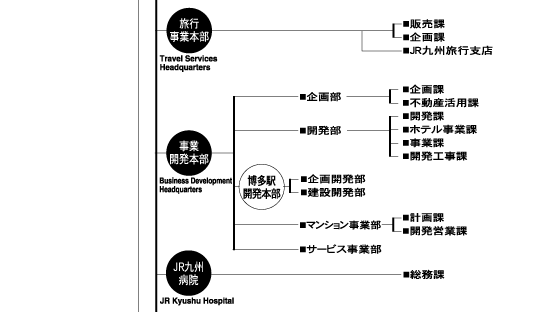 旅行
事業本部
Travel Services
Headquarters
■販売課
■企画課
■JR九州旅行支店
事業
開発本部
Business Development
Headquarters
■企画部
■企画課
■不動産活用課
■開発部
■開発課
■ホテル事業課
■事業課
■開発工事課
博多駅
開発本部
■企画開発部
■建設開発部
■マンション事業部
■計画課
■開発営業課
■サービス事業部
JR九州
病院
JR Kyushu Hospital
■総務課